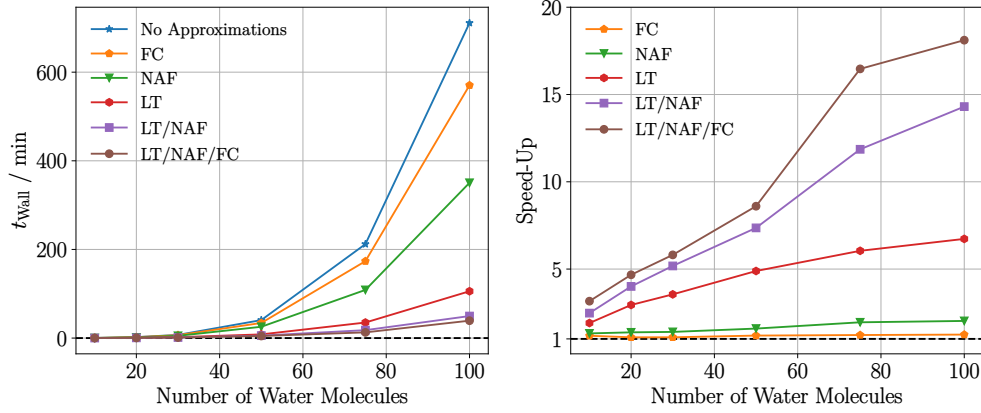 No Approximations
FC
NAF
LT
LT/NAF
LT/NAF/FC
600
400
200
0
t_Wall / min
20
40
60
80
100
Number of Water Molecules
FC
NAF
LT
LT/NAF
LT/NAF/FC
20
15
10
5
1
Speed-Up
20
40
60
80
100
Number of Water Molecules